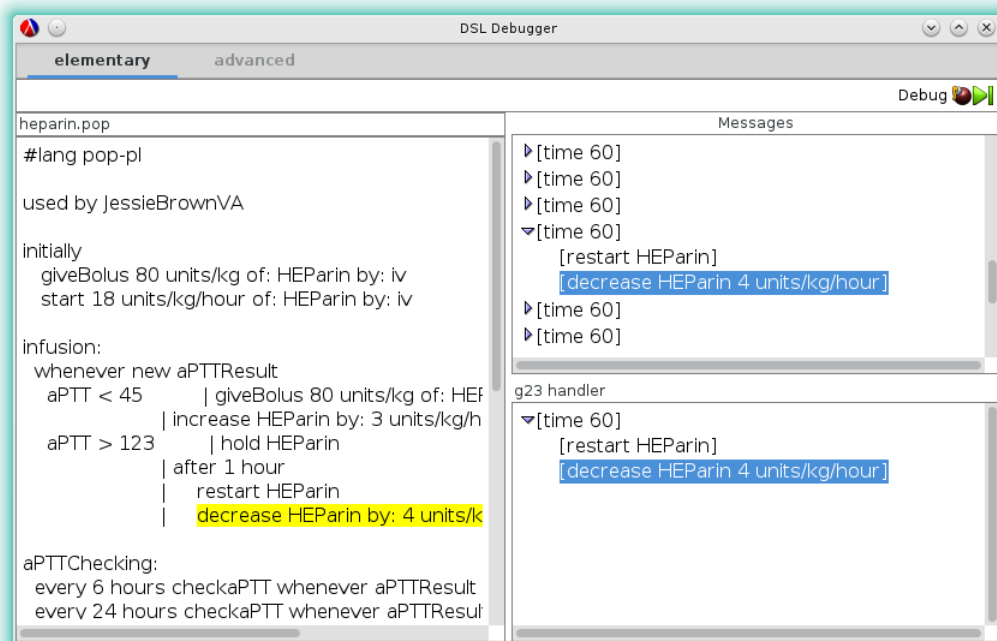 DSL Debugger
elementary advanced
Debug
heparin.pop
#lang pop-pl
used by JessieBrownVA
initially
giveBolus 80 units/kg of: HEParin by: iv
start 18 units/kg/hour of: HEParin by: iv
infusion:
whenever new aPTTResult
aPTT < 45 | giveBolus 80 units/kg of: HEF
| increase HEParin by: 3 units/kg/h
aPTT > 123 | hold HEParin
| after 1 hour
| restart HEParin
| decrease HEParin by: 4 units/k
aPTTChecking:
every 6 hours checkaPTT whenever aPTTResult
every 24 hours checkaPTT whenever aPTTResul
Messages
[time 60]
[time 60]
[time 60]
[time 60]
[restart HEParin]
[decrease HEParin 4 units/kg/hour]
[time 60]
[time 60]
g23 handler
[time 60]
[restart HEParin]
[decrease HEParin 4 units/kg/hour]